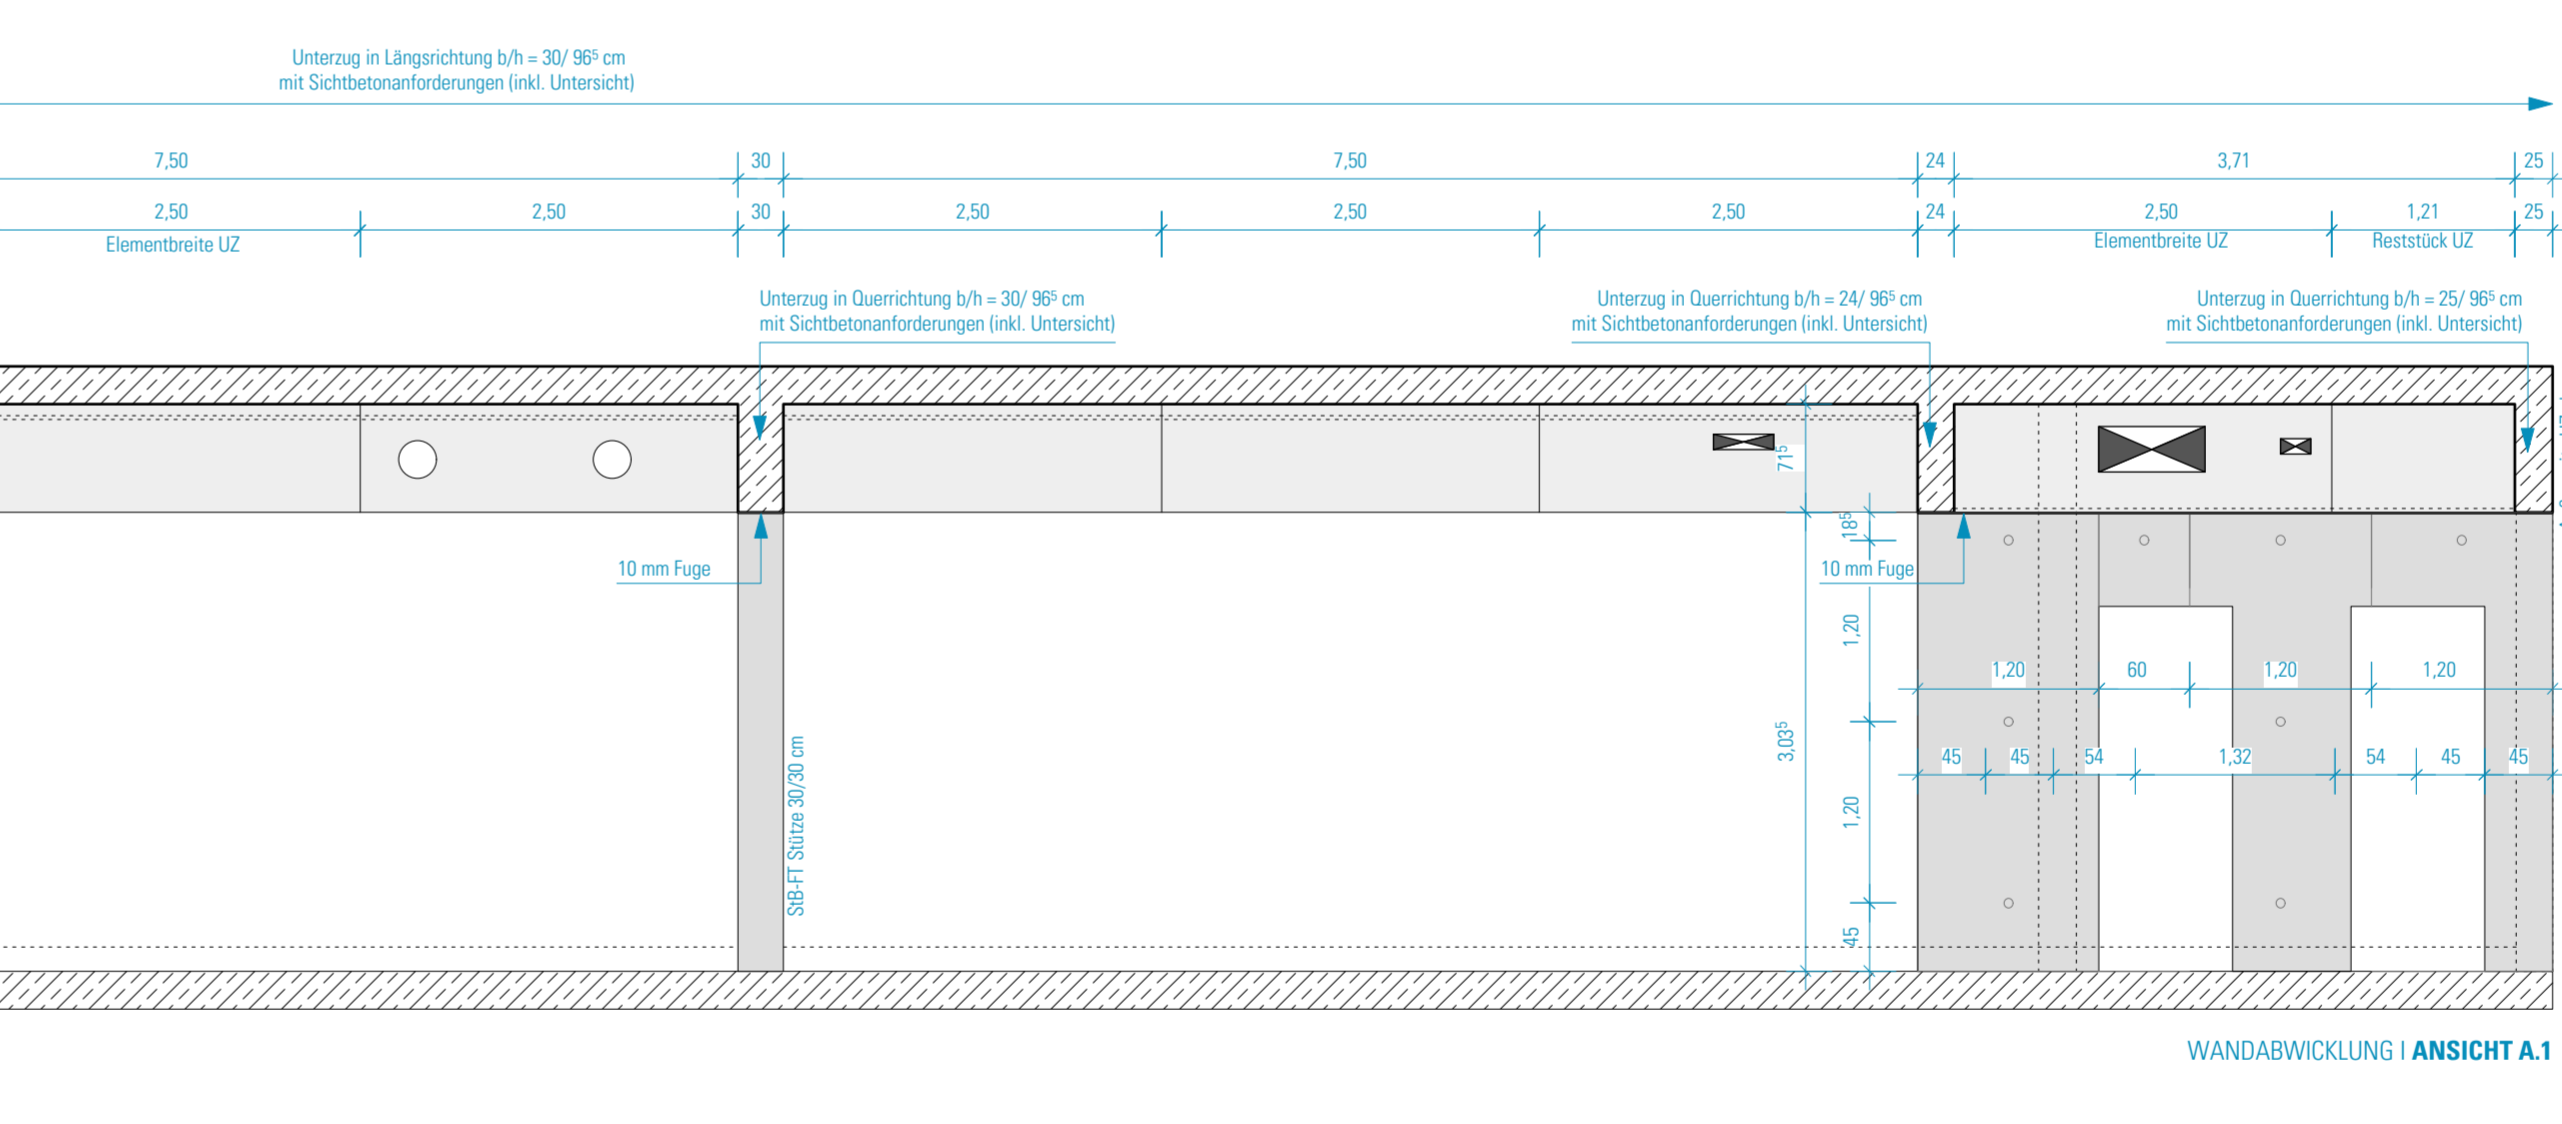 Unterzug in Längsrichtung b/h = 30/ 96⁵ cm
mit Sichtbetonanforderungen (inkl. Untersicht)
7,50 30 7,50 24 3,71 25
2,50 2,50 30 2,50 2,50 2,50 24 2,50 1,21 25
Elementbreite UZ Elementbreite UZ Reststück UZ
Unterzug in Querrichtung b/h = 30/ 96⁵ cm
mit Sichtbetonanforderungen (inkl. Untersicht)
Unterzug in Querrichtung b/h = 24/ 96⁵ cm
mit Sichtbetonanforderungen (inkl. Untersicht)
Unterzug in Querrichtung b/h = 25/ 96⁵ cm
mit Sichtbetonanforderungen (inkl. Untersicht)
71⁵
18⁵
10 mm Fuge
10 mm Fuge
1,20
1,20 60 1,20 1,20
3,03⁵
45 45 54 1,32 54 45 45
StB-FT Stütze 30/30 cm
1,20
45
WANDABWICKLUNG I ANSICHT A.1